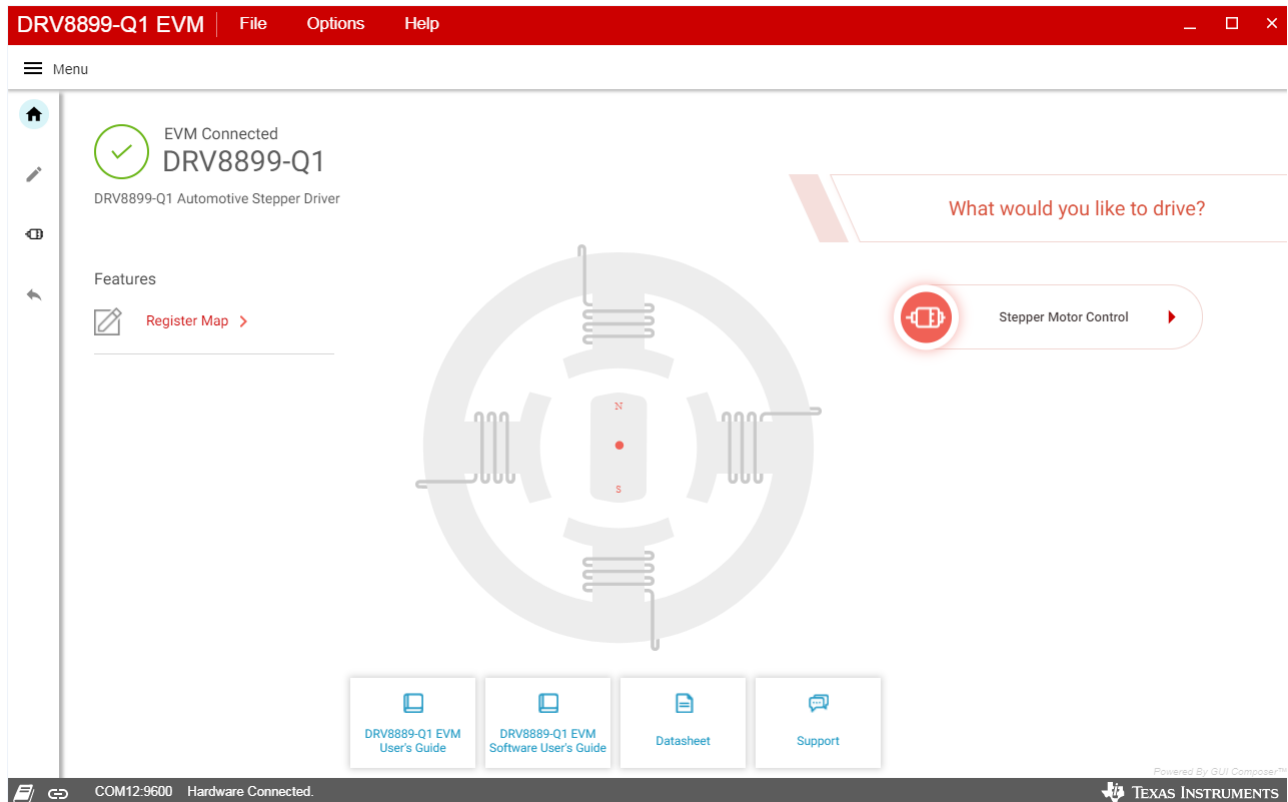 DRV8899-Q1 EVM File Options Help
Menu
EVM Connected
DRV8899-Q1
DRV8899-Q1 Automotive Stepper Driver
What would you like to drive?
Features
Register Map
Stepper Motor Control
N
S
DRV8889-Q1 EVM
User's Guide
DRV8889-Q1 EVM
Software User's Guide
Datasheet
Support
Powered By GUI Composer™
COM12:9600 Hardware Connected.
TEXAS INSTRUMENTS